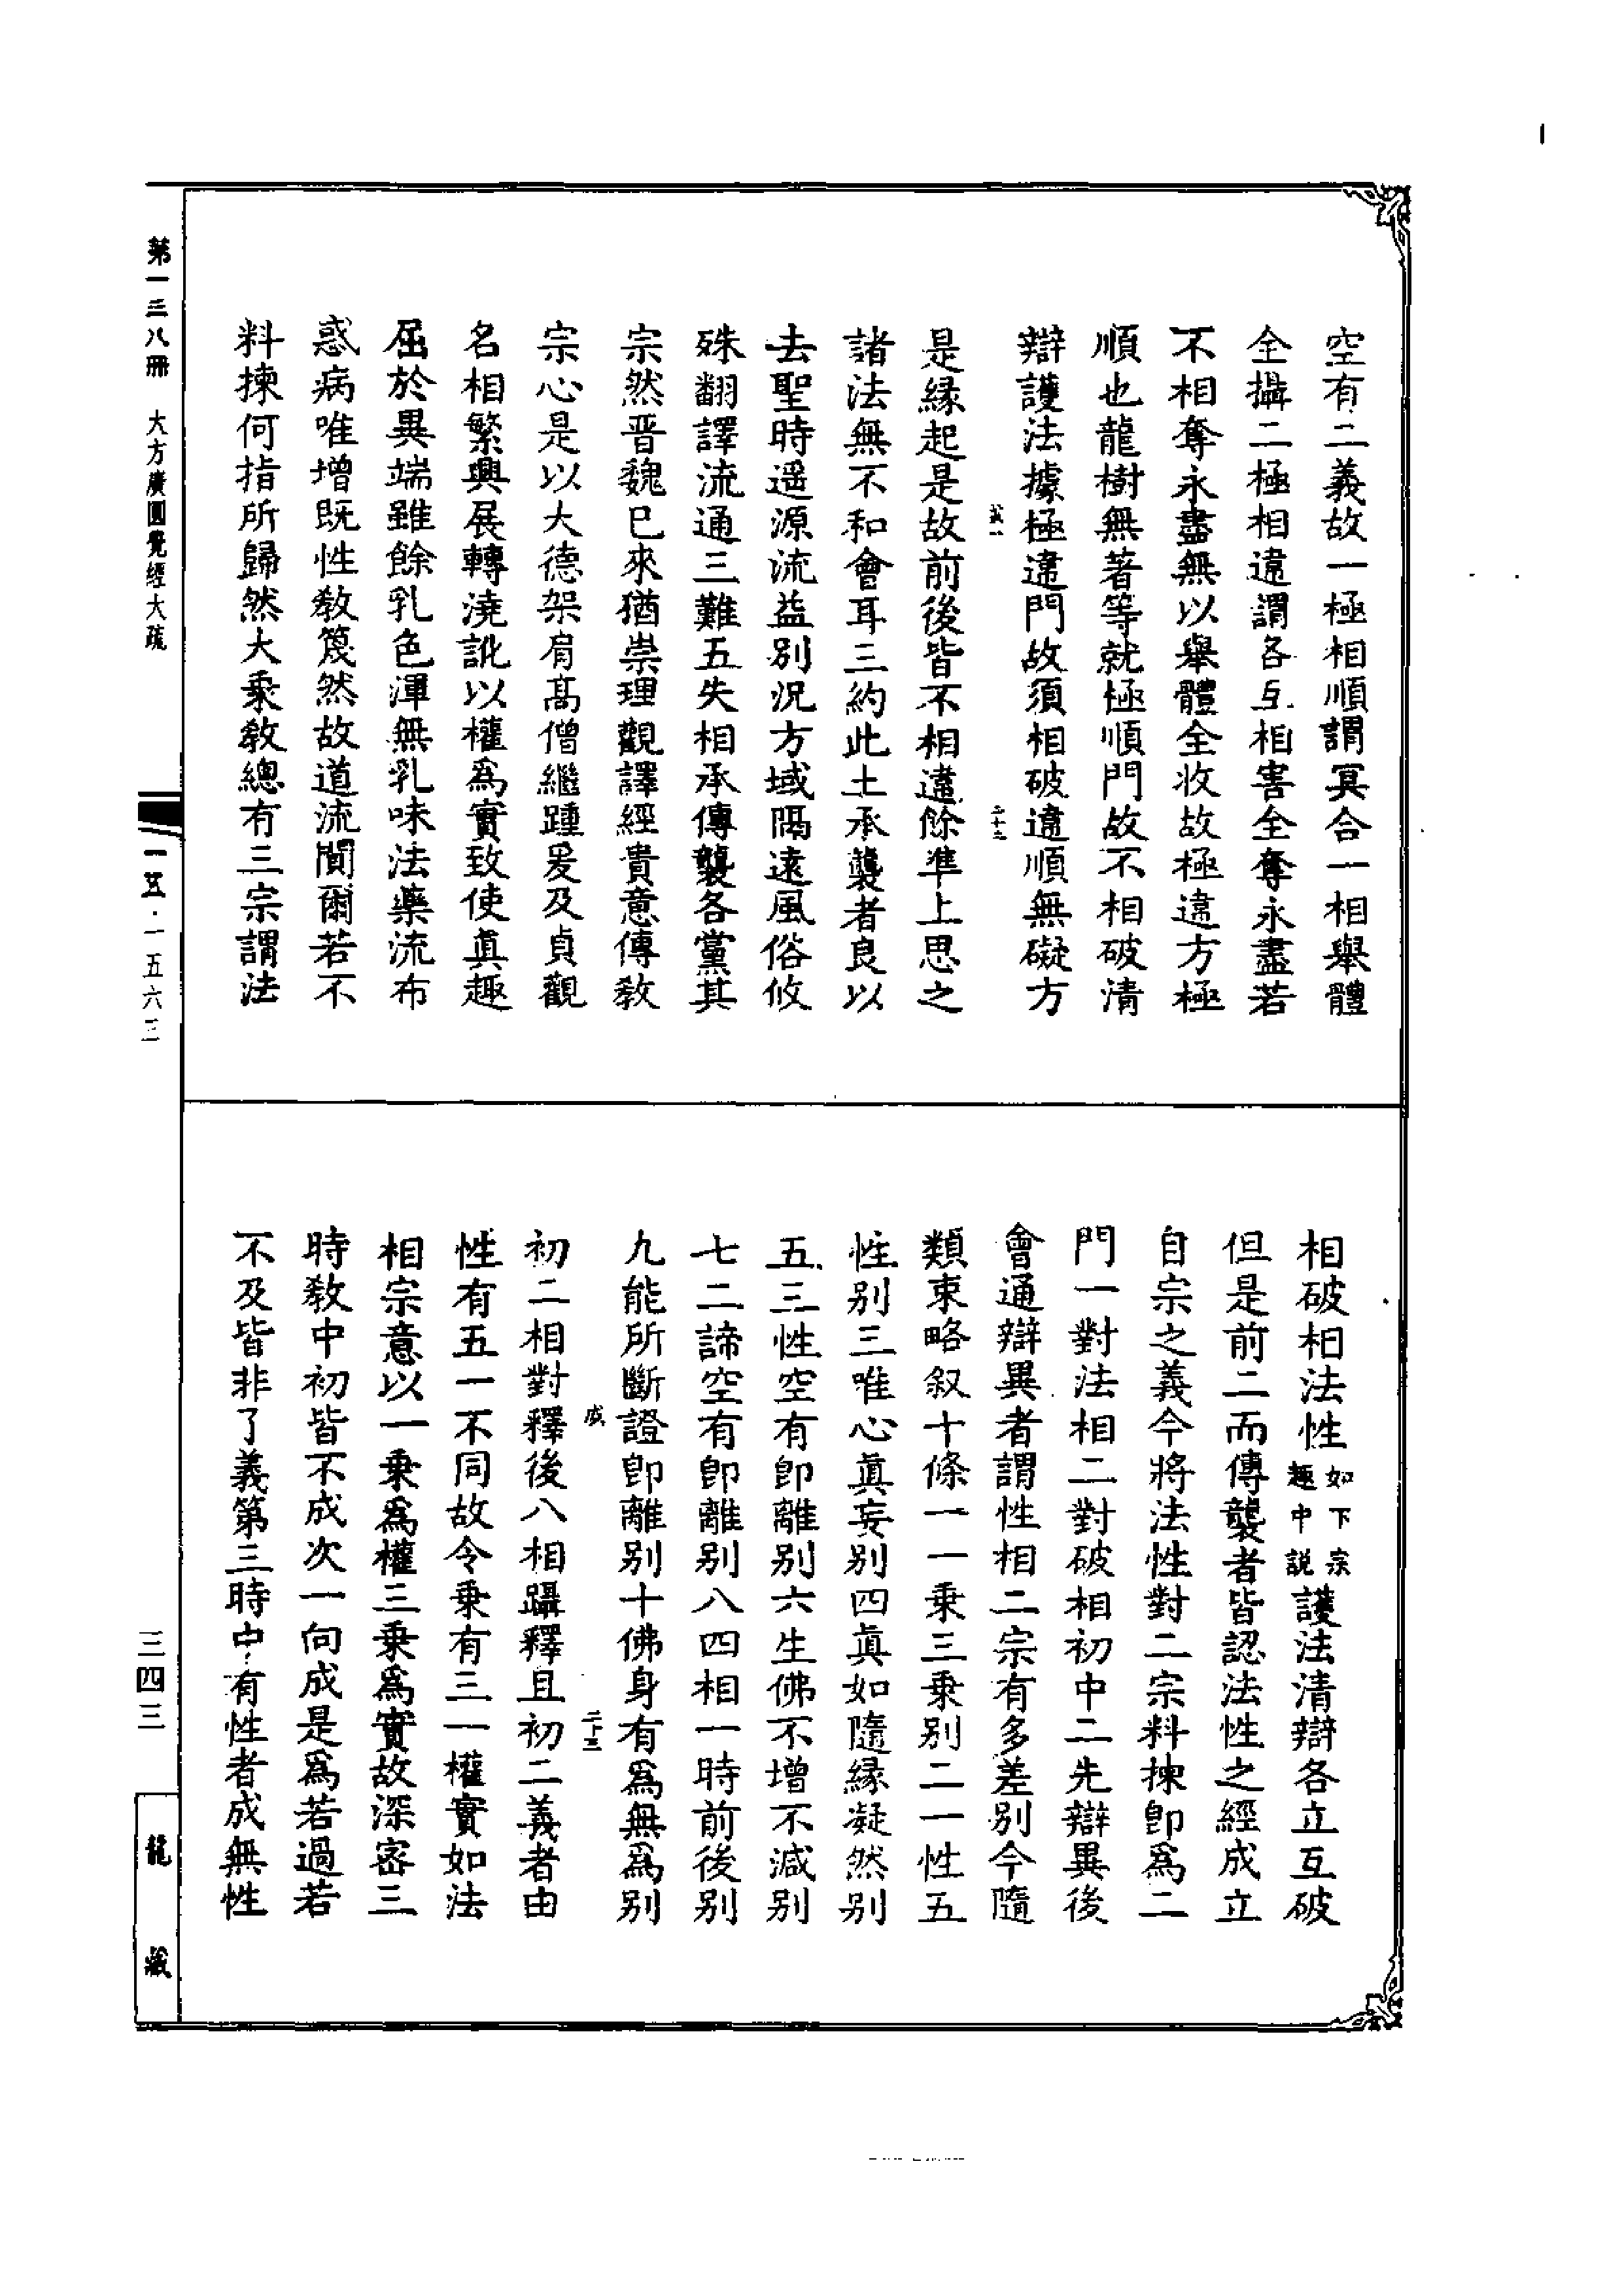 空有二義故一極相順謂冥合一相舉體
全攝二極相違謂各互相害全奪永盡若
不相奪永盡無以舉體全收故極違方極
順也龍樹無著等就極順門故不相破清
辯護法據極違門故須相破違順無礙方
二十二
是緣起是故前後皆不相違餘準上思之
諸法無不和會耳三約此土承襲者良以
去聖時遥源流益別况方域隔遠風俗攸
殊翻譯流通三難五失相承傳襲各黨其
宗然晋魏已來猶崇理觀譯經貴意傳教
宗心是以大德架肩高僧繼踵爰及貞觀
名相繁興展轉澆訛以權為實致使眞趣
屈於異端雖餘乳色渾無乳味法藥流布
惑病唯增既性教篾然故道流閴爾若不
料揀何指所歸然大乘教總有三宗謂法
相破相法性
如下宗
趣中説
護法清辯各立互破
但是前二而傳襲者皆認法性之經成立
自宗之義今將法性對二宗料揀卽為二
門一對法相二對破相初中二先辯異後
會通辯異者謂性相二宗有多差別今隨
類束略叙十條一一乘三乘別二一性五
性別三唯心眞妄別四眞如隨緣凝然別
五三性空有卽離別六生佛不增不減別
七二諦空有卽離別八四相一時前後別
九能所斷證卽離別十佛身有為無為別
二十三
初二相對釋後八相躡釋且初二義者由
性有五一不同故令乘有三一權實如法
相宗意以一乘為權三乘為實故深密三
時教中初皆不成次一向成是為若過若
不及皆非了義第三時中有性者成無性
第一三八冊
大方廣圓覺經大疏
一五·一五六三
三四三
龍藏